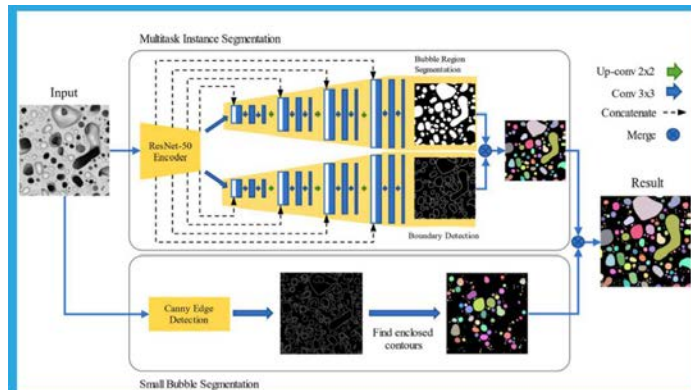 Multitask Instance Segmentation
Input
ResNet-50
Encoder
Bubble Region
Segmentation
Boundary Detection
Up-conv 2x2
Conv 3x3
Concatenate
Merge
Result
Canny Edge
Detection
Find enclosed
contours
Small Bubble Segmentation